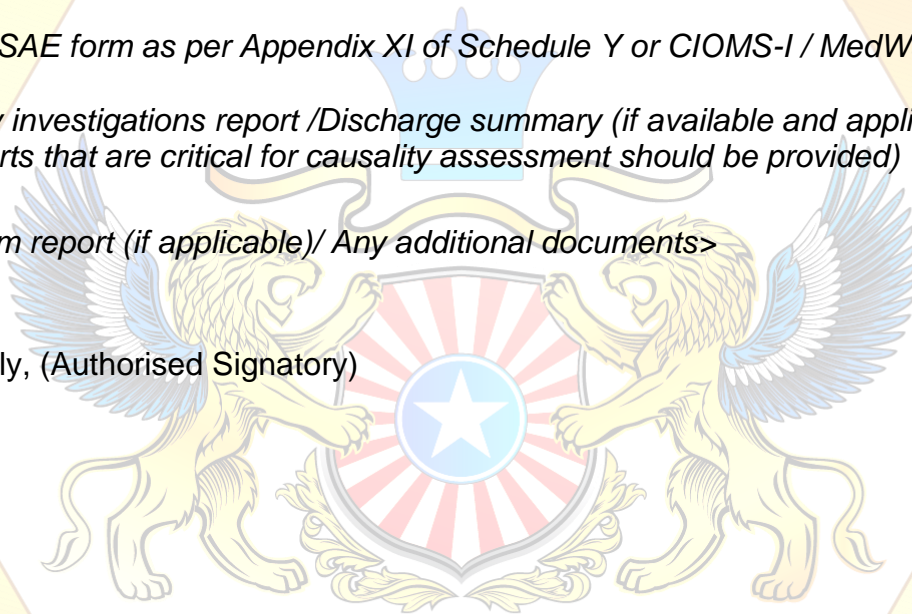 SAE form as per Appendix XI of Schedule Y or CIOMS-I / MedW
investigations report /Discharge summary (if available and appli
rts that are critical for causality assessment should be provided)
m report (if applicable)/ Any additional documents>
ly, (Authorised Signatory)